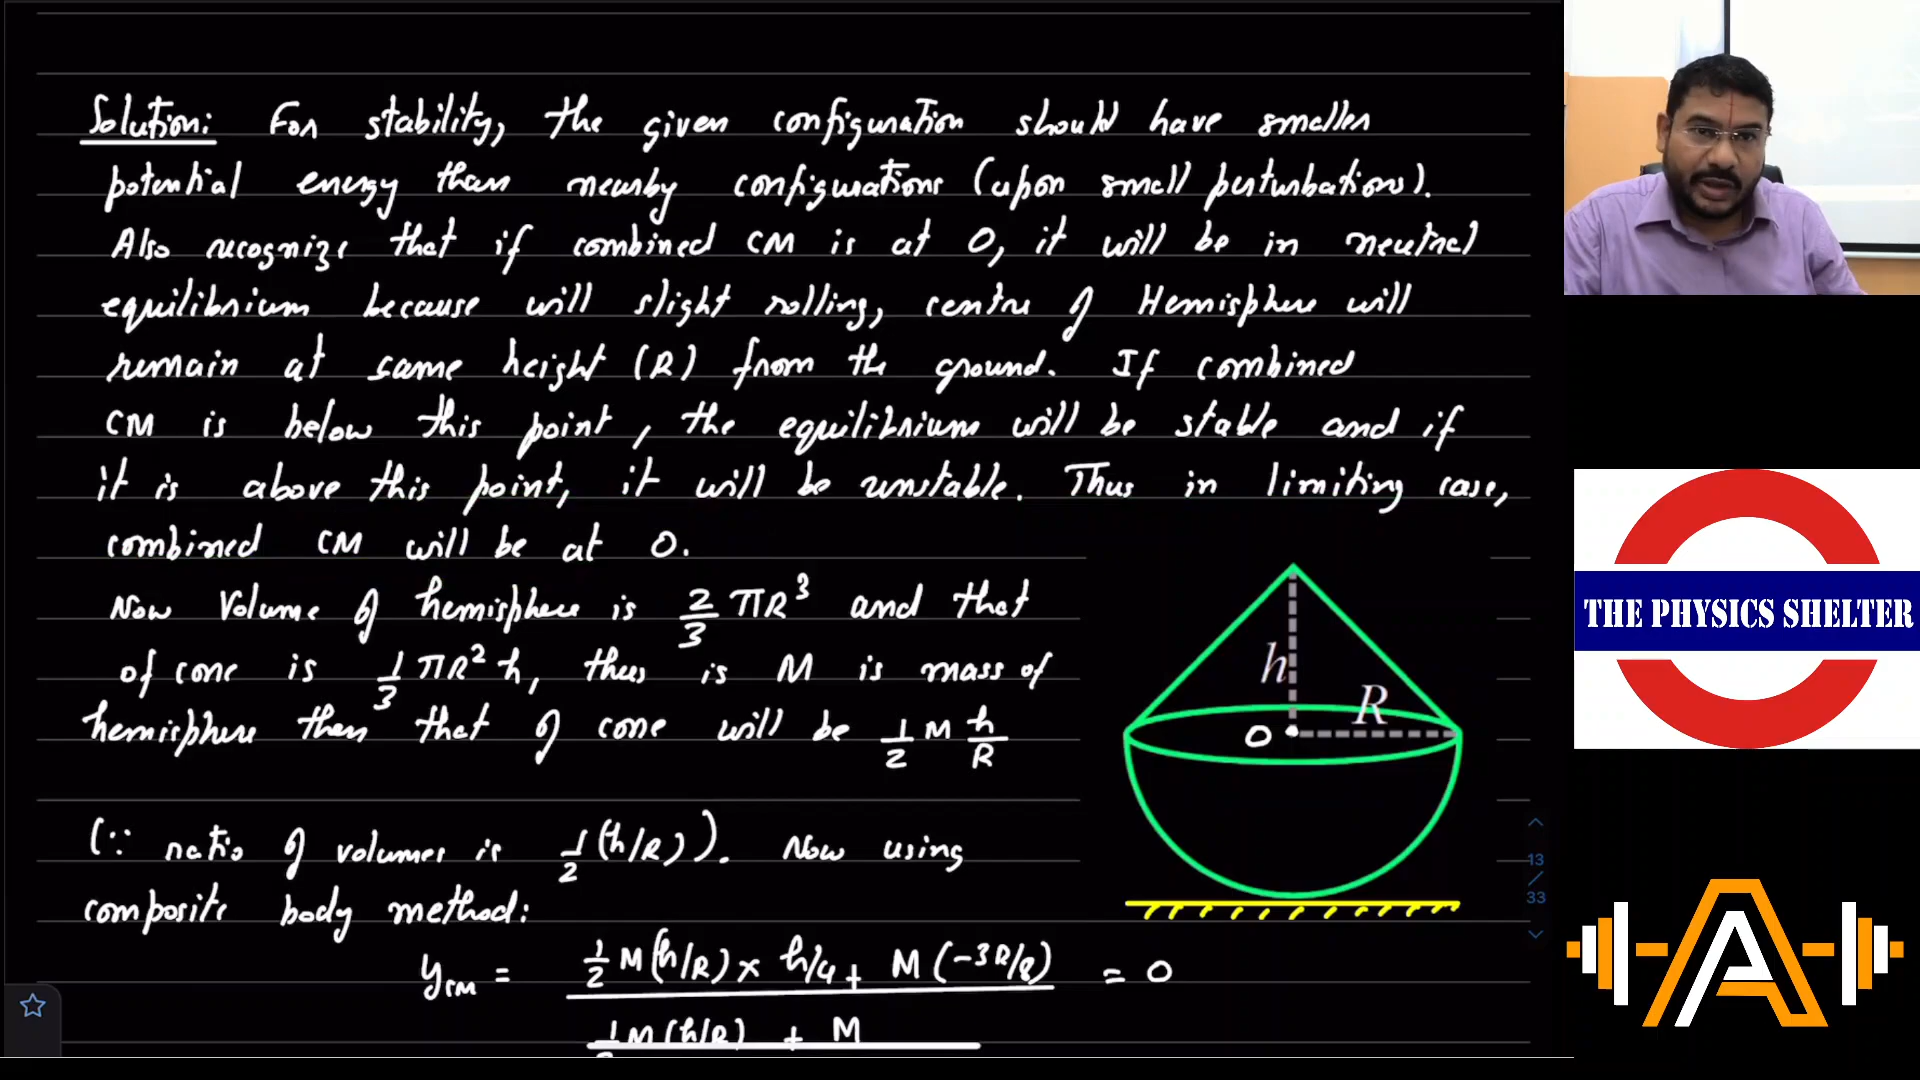 Solution: For stability, the given configuration should have smaller
potential energy than nearby configurations (upon small perturbations).
Also recognize that if combined CM is at O, it will be in neutral
equilibrium because will slight rolling, centre of Hemisphere will
remain at same height (R) from the ground. If combined
CM is below this point, the equilibrium will be stable and if
it is above this point, it will be unstable. Thus in limiting case,
combined CM will be at O.
Now Volume of hemisphere is 2/3 πR³ and that
of cone is 1/3 πR² h, thus is M is mass of
hemisphere then that of cone will be 1/2 M h/R
(∵ ratio of volumes is 1/2 (h/R)). Now using
composite body method:
y_CM = (1/2 M(h/R) × h/4 + M(-3R/8)) / (1/2 M(h/R) + M) = 0
h
R
O
13
/
33
THE PHYSICS SHELTER
A